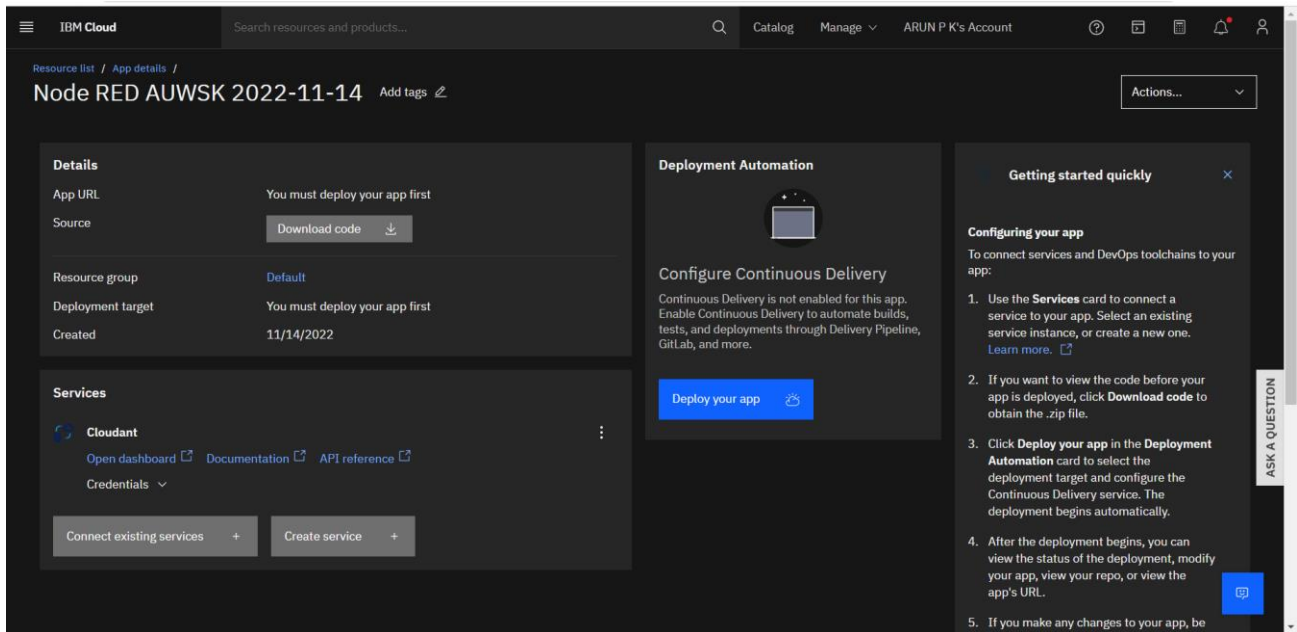 IBM Cloud
Search resources and products...
Catalog
Manage
ARUN P K's Account
Resource list / App details /
Node RED AUWSK 2022-11-14
Add tags
Actions...
Details
App URL
You must deploy your app first
Source
Download code
Resource group
Default
Deployment target
You must deploy your app first
Created
11/14/2022
Services
Cloudant
Open dashboard
Documentation
API reference
Credentials
Connect existing services +
Create service +
Deployment Automation
Configure Continuous Delivery
Continuous Delivery is not enabled for this app.
Enable Continuous Delivery to automate builds,
tests, and deployments through Delivery Pipeline,
GitLab, and more.
Deploy your app
Getting started quickly
Configuring your app
To connect services and DevOps toolchains to your
app:
1. Use the Services card to connect a
service to your app. Select an existing
service instance, or create a new one.
Learn more.
2. If you want to view the code before your
app is deployed, click Download code to
obtain the .zip file.
3. Click Deploy your app in the Deployment
Automation card to select the
deployment target and configure the
Continuous Delivery service. The
deployment begins automatically.
4. After the deployment begins, you can
view the status of the deployment, modify
your app, view your repo, or view the
app's URL.
5. If you make any changes to your app, be
ASK A QUESTION